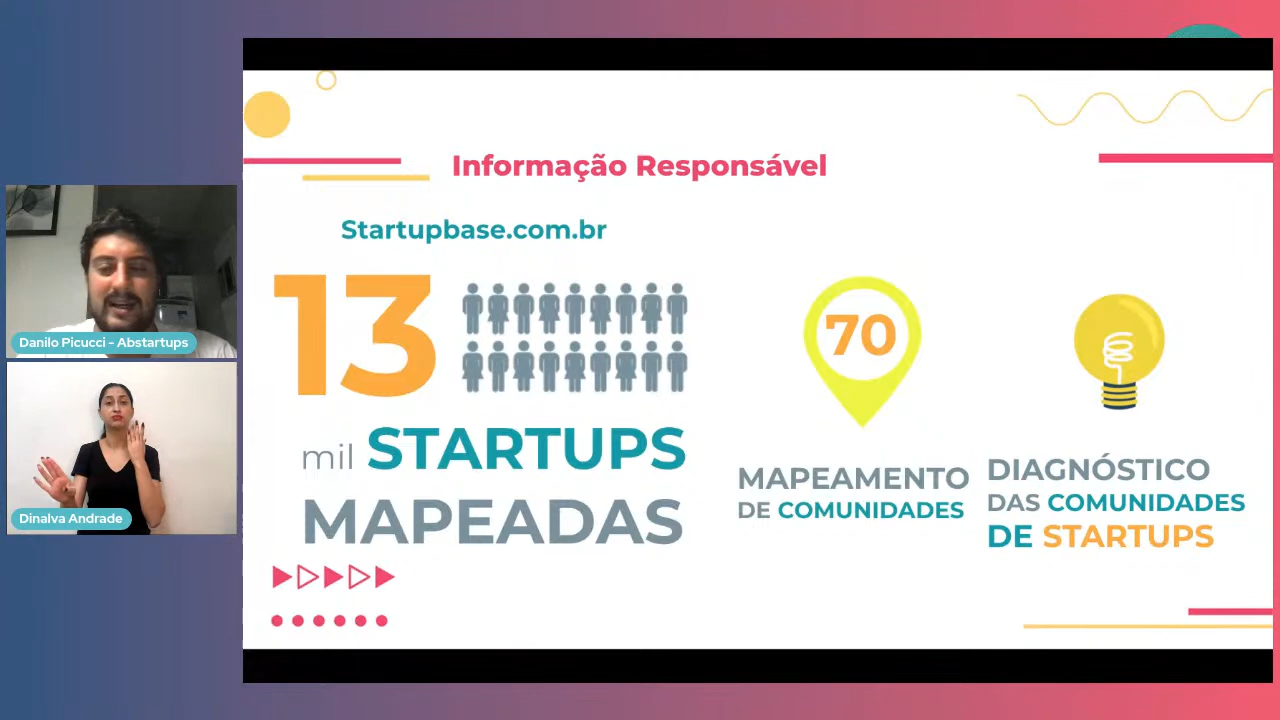 Informação Responsável
Startupbase.com.br
13
mil STARTUPS
MAPEADAS
70
MAPEAMENTO
DE COMUNIDADES
DIAGNÓSTICO
DAS COMUNIDADES
DE STARTUPS
Danilo Picucci - Abstartups
Dinalva Andrade